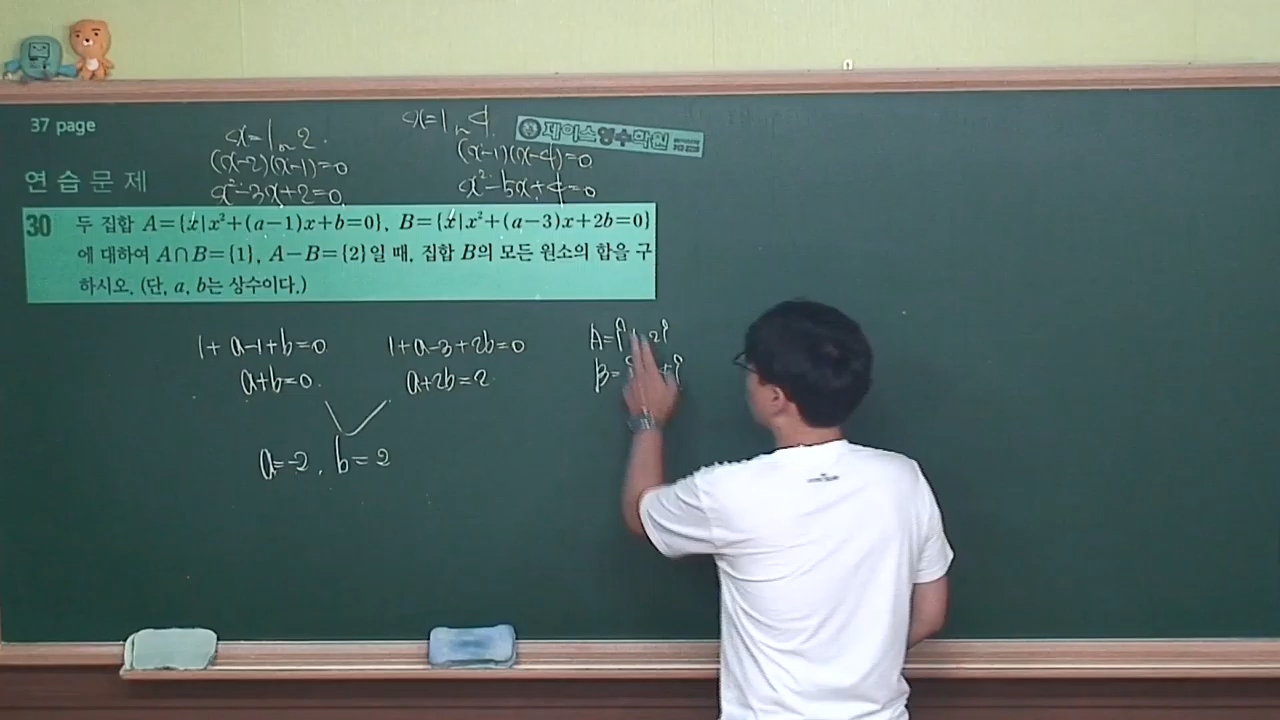 37 page
연습문제
x=1 or 2.
(x-2)(x-1)=0
x²-3x+2=0
x=1 or 4.
(x-1)(x-4)=0
x²-5x+4=0
제이스영수학원
30 두 집합 A={x|x²+(a-1)x+b=0}, B={x|x²+(a-3)x+2b=0}
에 대하여 A∩B={1}, A-B={2}일 때, 집합 B의 모든 원소의 합을 구
하시오. (단, a, b는 상수이다.)
1+a-1+b=0
a+b=0.
1+a-3+2b=0
a+2b=2
a=-2, b=2
A={1, 2}
B={